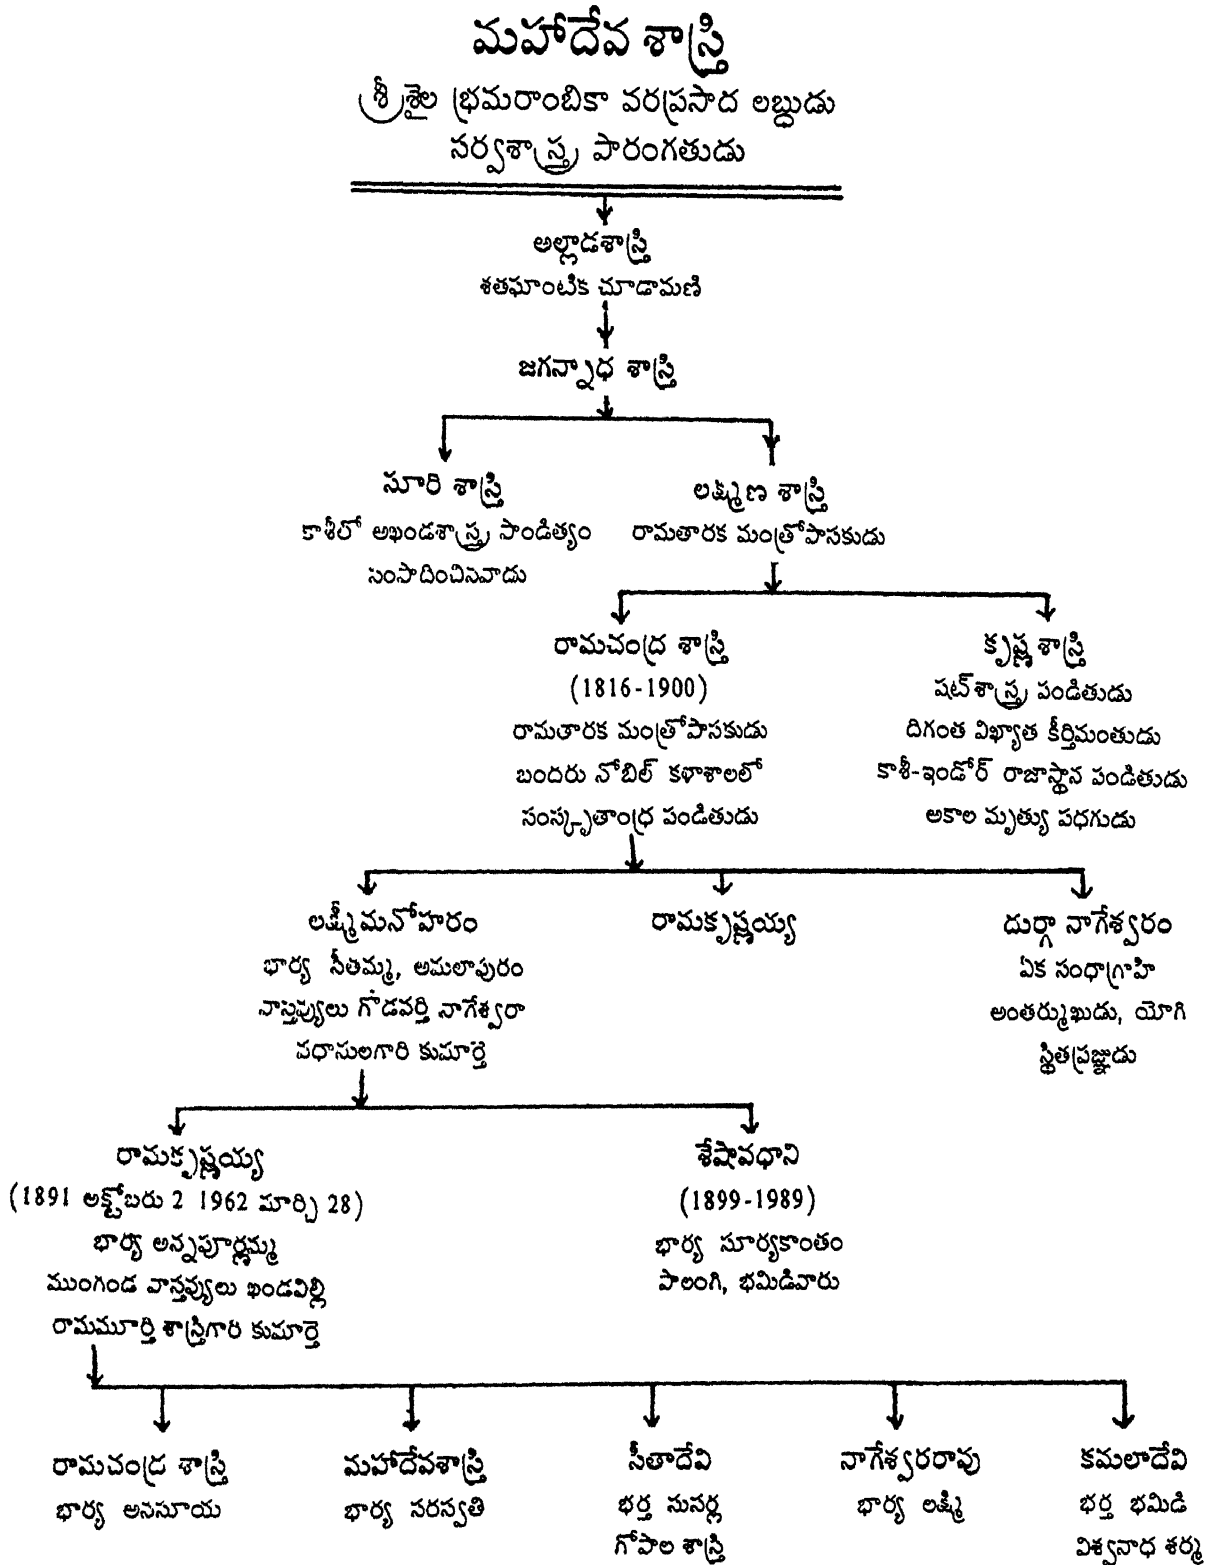 మహాదేవ శాస్త్రి
శ్రీశైల భ్రమరాంబికా వరప్రసాద లబ్ధుడు
సర్వశాస్త్ర పారంగతుడు
అల్లాడశాస్త్రి
శతఘాంటిక చూడామణి
జగన్నాధ శాస్త్రి
సూరి శాస్త్రి
కాశీలో అఖండశాస్త్ర పాండిత్యం
సంపాదించినవాడు
లక్ష్మణ శాస్త్రి
రామతారక మంత్రోపాసకుడు
రామచంద్ర శాస్త్రి
(1816-1900)
రామతారక మంత్రోపాసకుడు
బందరు నోబిల్ కళాశాలలో
సంస్కృతాంధ్ర పండితుడు
కృష్ణ శాస్త్రి
షట్‌శాస్త్ర పండితుడు
దిగంత విఖ్యాత కీర్తిమంతుడు
కాశీ-ఇండోర్ రాజాస్థాన పండితుడు
అకాల మృత్యు పధగుడు
లక్ష్మీమనోహరం
భార్య సీతమ్మ, అమలాపురం
వాస్తవ్యులు గొడవర్తి నాగేశ్వరా
వధానులగారి కుమార్తె
రామకృష్ణయ్య
దుర్గా నాగేశ్వరం
ఏక సంధాగ్రాహి
అంతర్ముఖుడు, యోగి
స్థితప్రజ్ఞుడు
రామకృష్ణయ్య
(1891 అక్టోబరు 2 1962 మార్చి 28)
భార్య అన్నపూర్ణమ్మ
ముంగండ వాస్తవ్యులు ఖండవిల్లి
రామమూర్తి శాస్త్రిగారి కుమార్తె
శేషావధాని
(1899-1989)
భార్య సూర్యకాంతం
పాలంగి, భమిడివారు
రామచంద్ర శాస్త్రి
భార్య అనసూయ
మహాదేవశాస్త్రి
భార్య సరస్వతి
సీతాదేవి
భర్త సుసర్ల
గోపాల శాస్త్రి
నాగేశ్వరరావు
భార్య లక్ష్మి
కమలాదేవి
భర్త భమిడి
విశ్వనాధ శర్మ